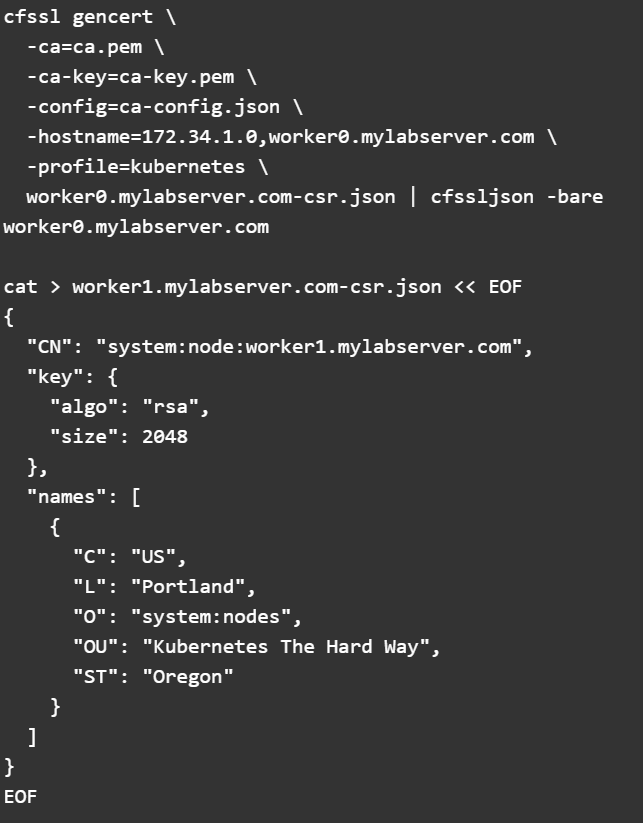 cfssl gencert \
  -ca=ca.pem \
  -ca-key=ca-key.pem \
  -config=ca-config.json \
  -hostname=172.34.1.0,worker0.mylabserver.com \
  -profile=kubernetes \
  worker0.mylabserver.com-csr.json | cfssljson -bare
worker0.mylabserver.com

cat > worker1.mylabserver.com-csr.json << EOF
{
  "CN": "system:node:worker1.mylabserver.com",
  "key": {
    "algo": "rsa",
    "size": 2048
  },
  "names": [
    {
      "C": "US",
      "L": "Portland",
      "O": "system:nodes",
      "OU": "Kubernetes The Hard Way",
      "ST": "Oregon"
    }
  ]
}
EOF